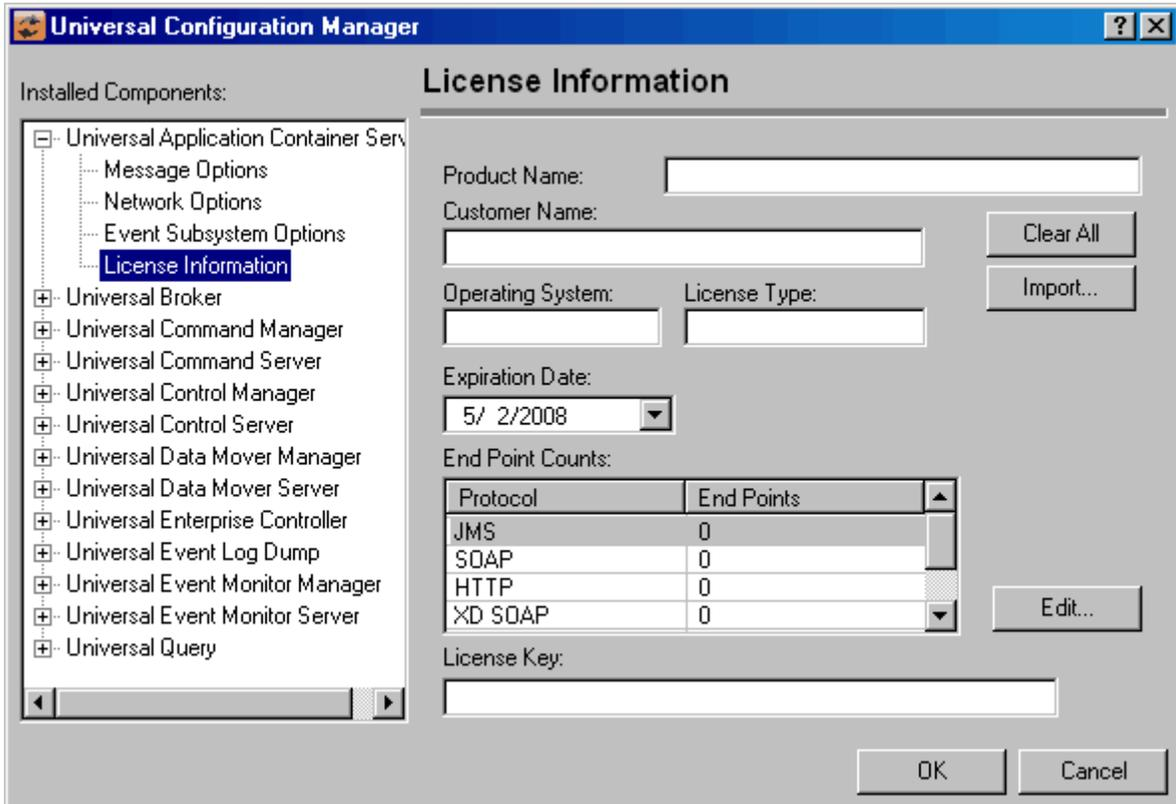 Universal Configuration Manager
Installed Components:
Universal Application Container Serv
Message Options
Network Options
Event Subsystem Options
License Information
Universal Broker
Universal Command Manager
Universal Command Server
Universal Control Manager
Universal Control Server
Universal Data Mover Manager
Universal Data Mover Server
Universal Enterprise Controller
Universal Event Log Dump
Universal Event Monitor Manager
Universal Event Monitor Server
Universal Query
License Information
Product Name:
Customer Name:
Clear All
Import...
Operating System: License Type:
Expiration Date:
5/ 2/2008
End Point Counts:
Protocol End Points
JMS 0
SOAP 0
HTTP 0
XD SOAP 0
Edit...
License Key:
OK Cancel